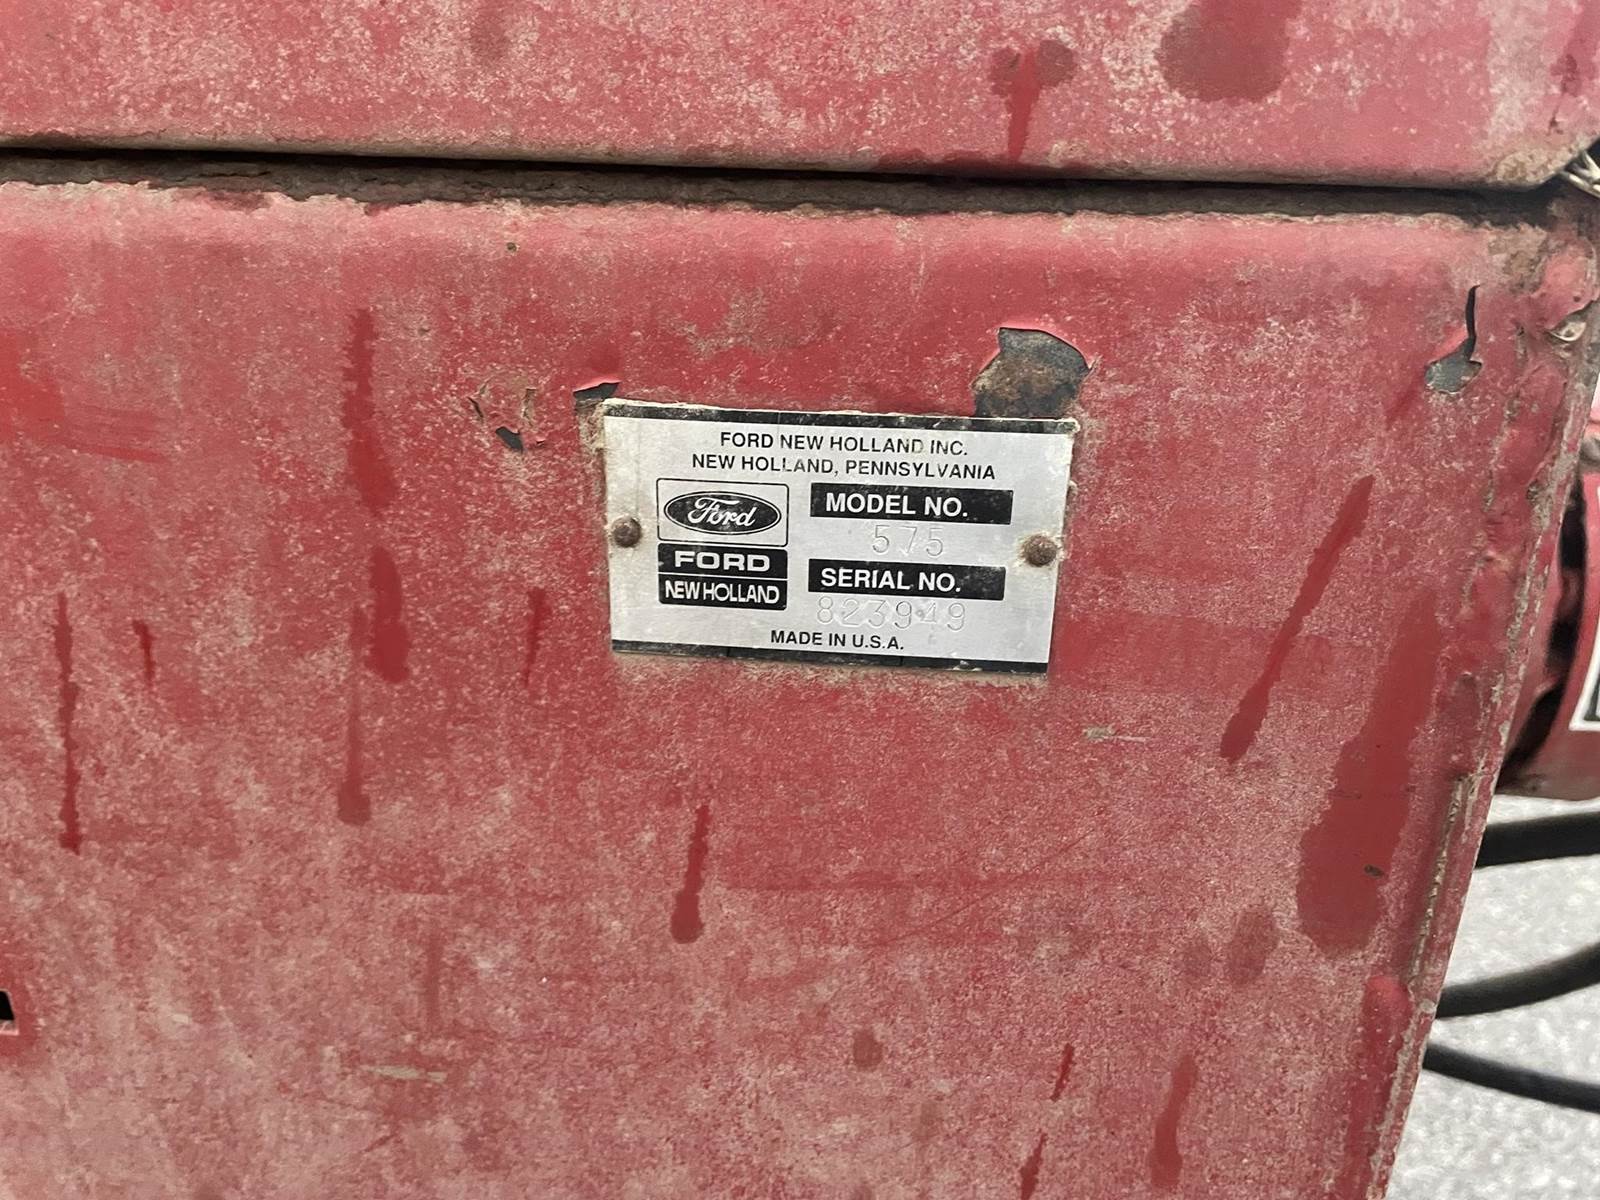 FORD NEW HOLLAND INC.
NEW HOLLAND, PENNSYLVANIA
Ford
FORD
NEW HOLLAND
MODEL NO.
575
SERIAL NO.
823949
MADE IN U.S.A.